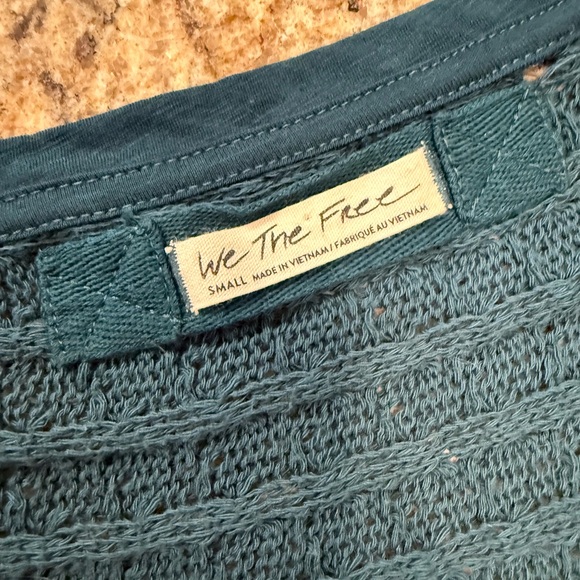 We The Free
SMALL MADE IN VIETNAM / FABRIQUÉ AU VIETNAM